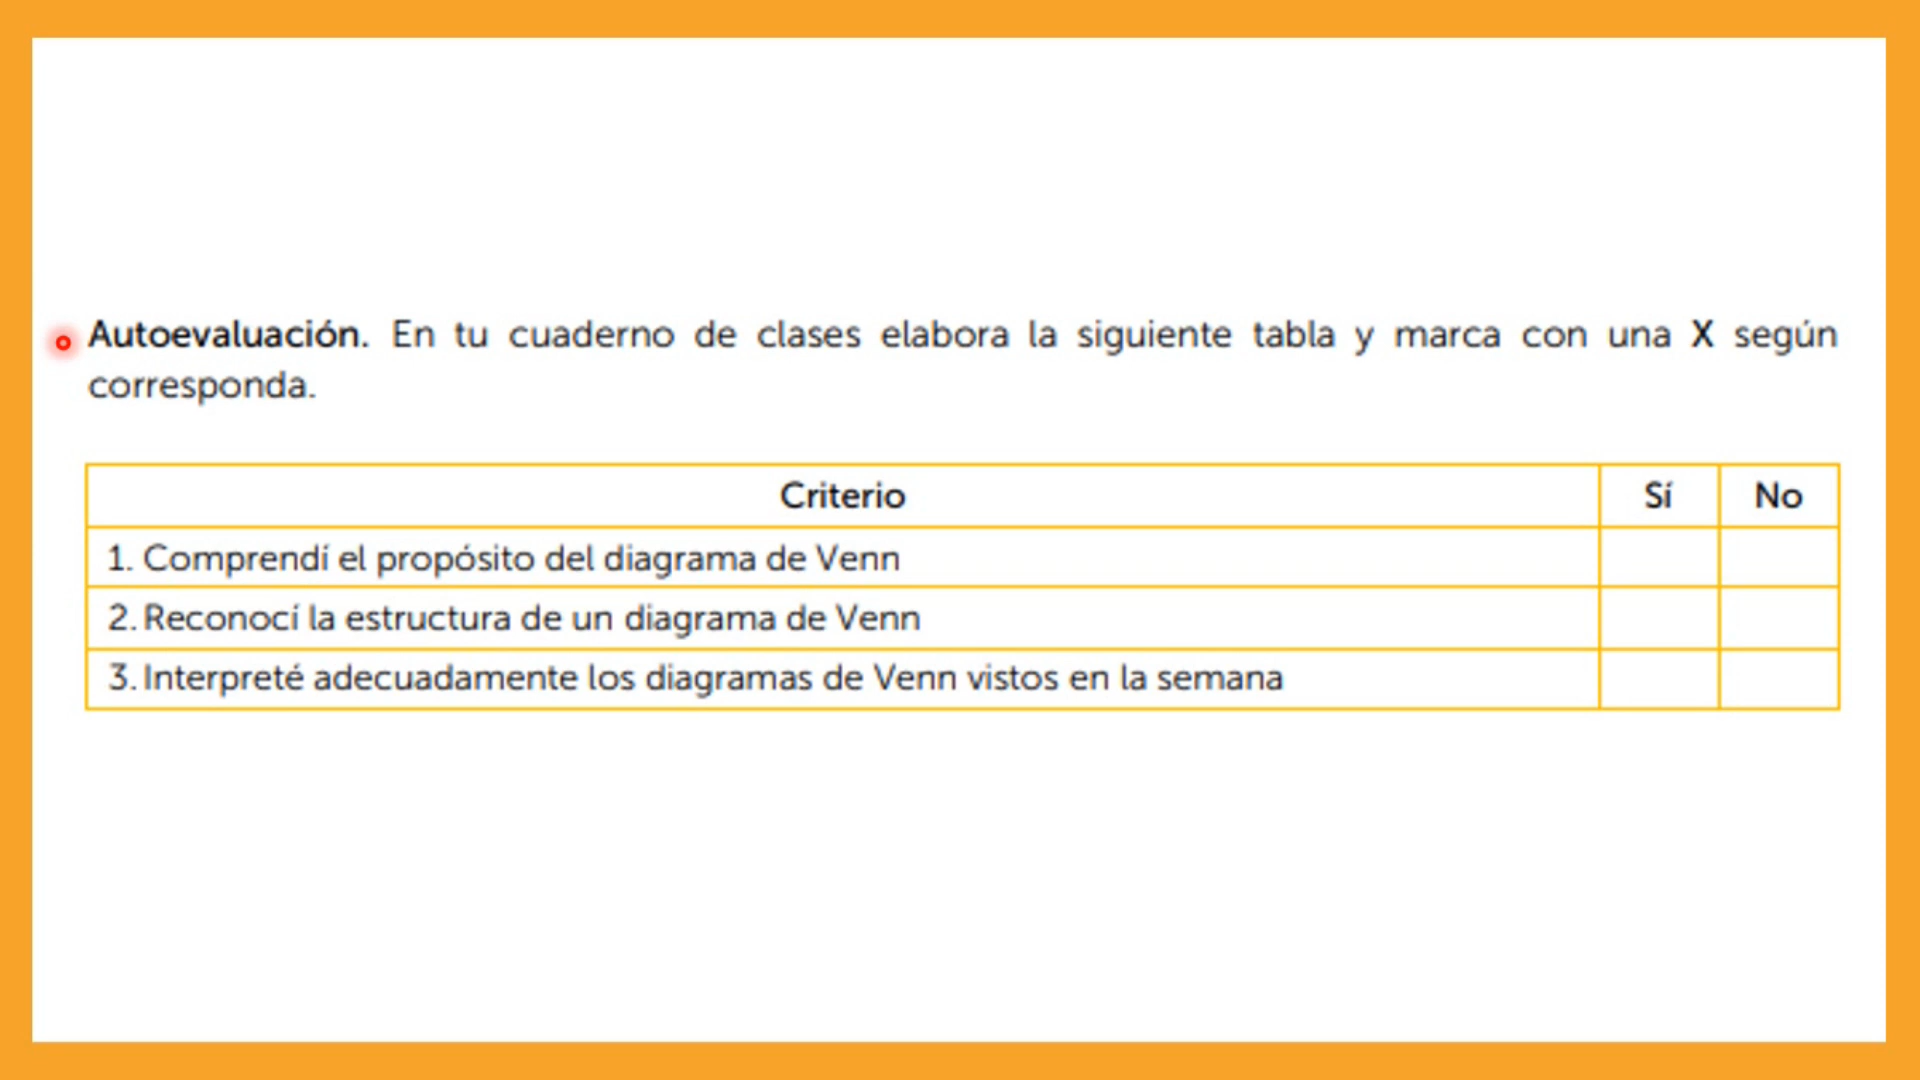 Autoevaluación. En tu cuaderno de clases elabora la siguiente tabla y marca con una X según
corresponda.
Criterio Sí No
1. Comprendí el propósito del diagrama de Venn
2. Reconocí la estructura de un diagrama de Venn
3. Interpreté adecuadamente los diagramas de Venn vistos en la semana